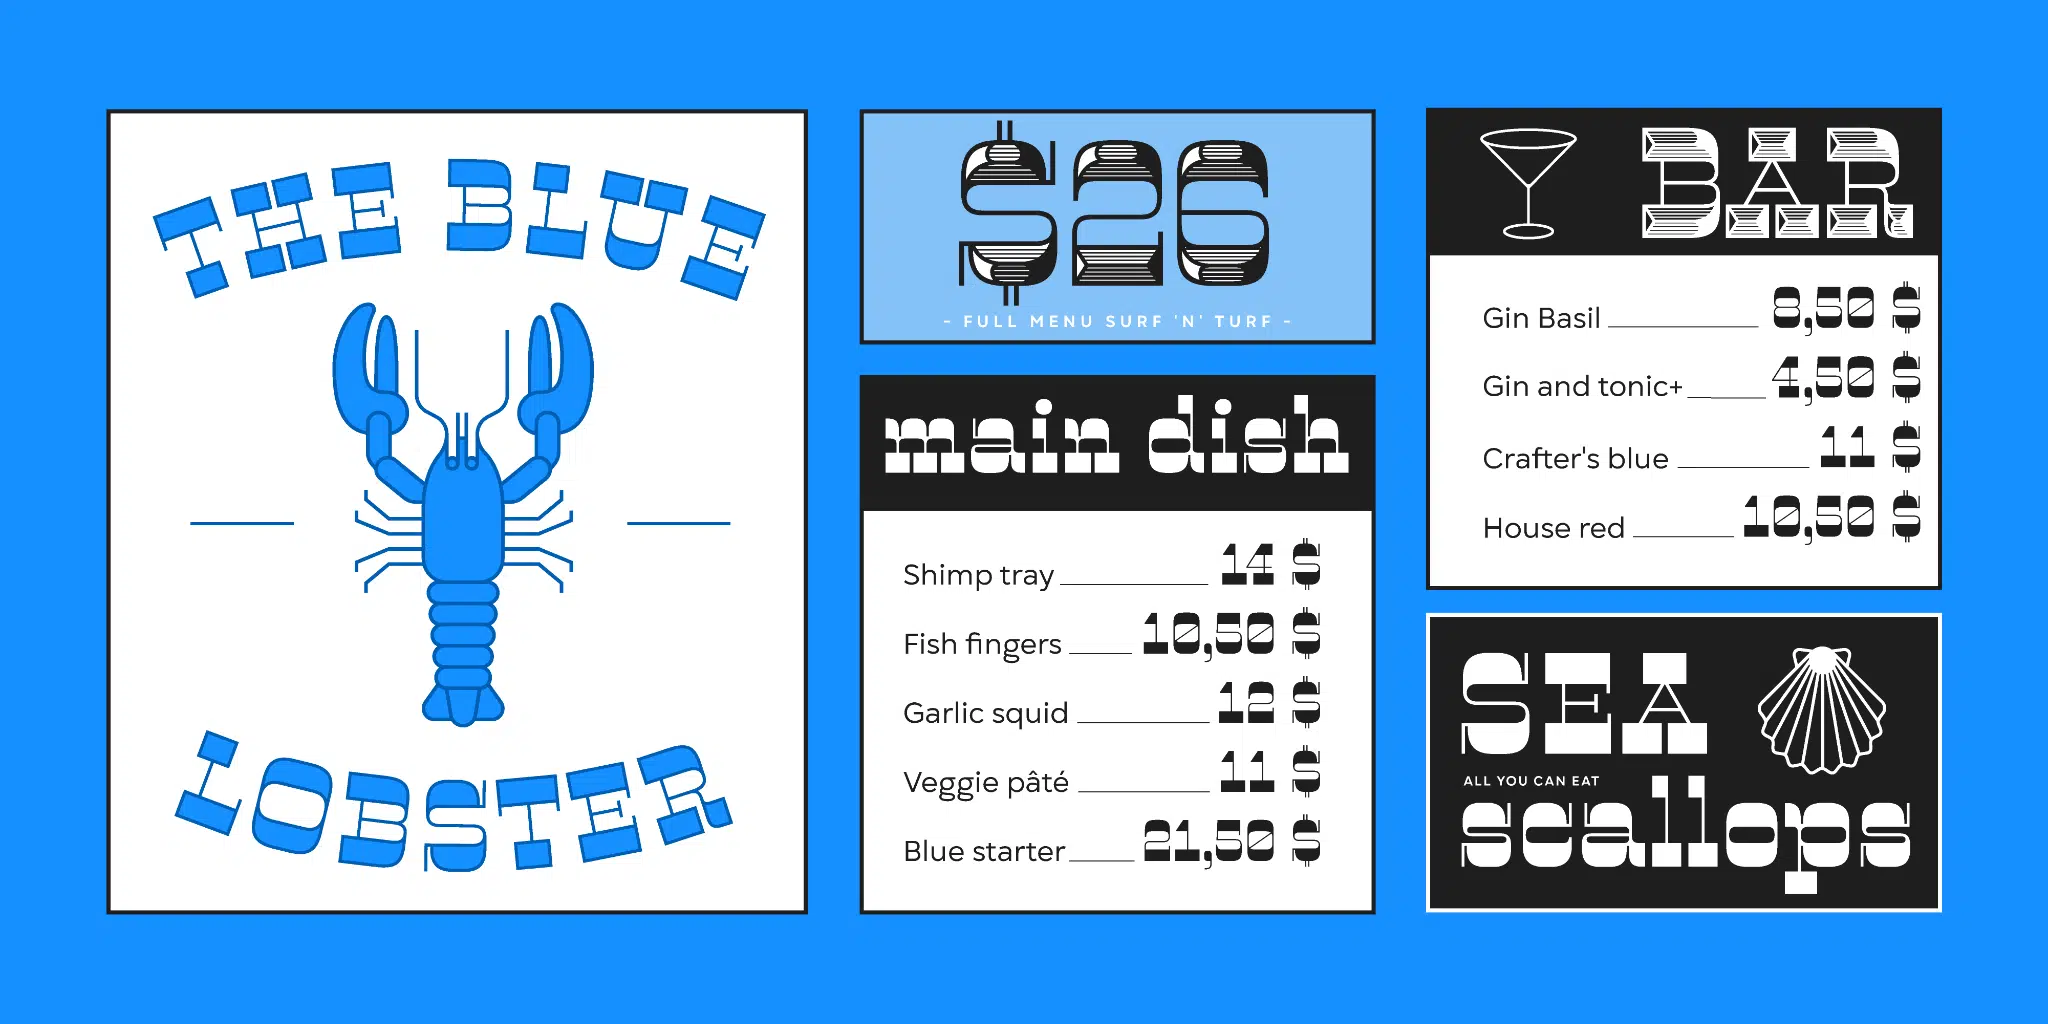 THE BLUE
LOBSTER
$26
- FULL MENU SURF 'N' TURF -
main dish
Shimp tray 14 $
Fish fingers 10,50 $
Garlic squid 12 $
Veggie pâté 11 $
Blue starter 21,50 $
BAR
Gin Basil 8,50 $
Gin and tonic+ 4,50 $
Crafter's blue 11 $
House red 10,50 $
SEA
ALL YOU CAN EAT
scallops